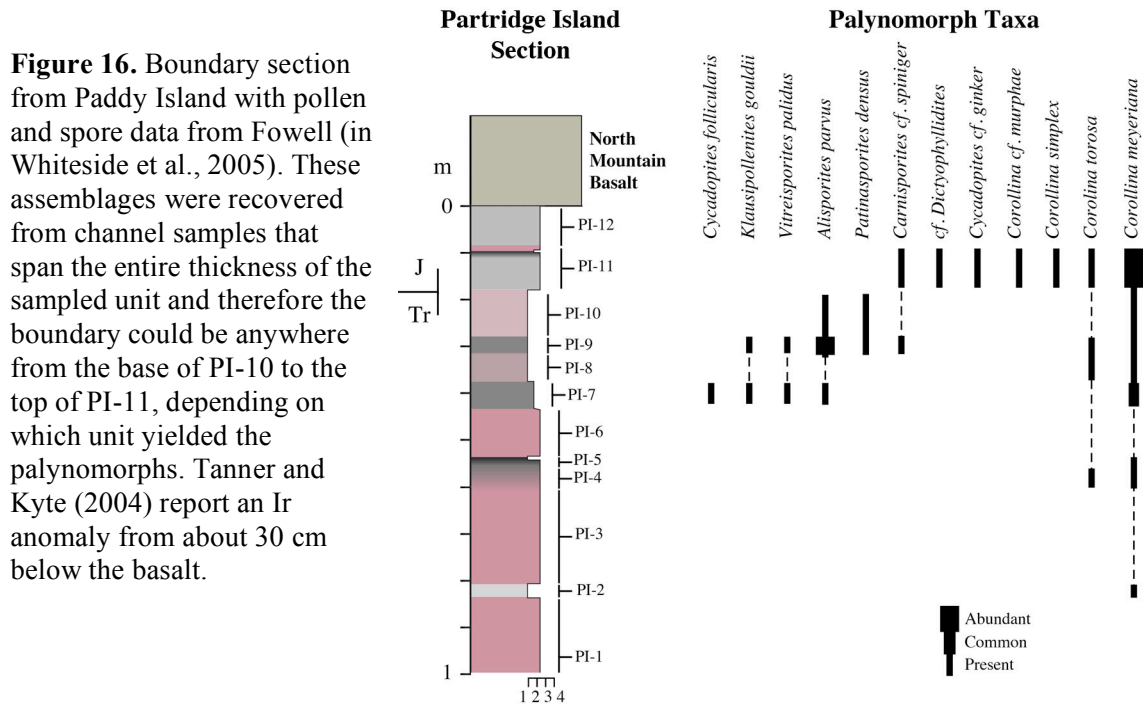 Figure 16. Boundary section
from Paddy Island with pollen
and spore data from Fowell (in
Whiteside et al., 2005). These
assemblages were recovered
from channel samples that
span the entire thickness of the
sampled unit and therefore the
boundary could be anywhere
from the base of PI-10 to the
top of PI-11, depending on
which unit yielded the
palynomorphs. Tanner and
Kyte (2004) report an Ir
anomaly from about 30 cm
below the basalt.
Partridge Island
Section
m
0
1
J
Tr
North
Mountain
Basalt
PI-12
PI-11
PI-10
PI-9
PI-8
PI-7
PI-6
PI-5
PI-4
PI-3
PI-2
PI-1
1 2 3 4
Palynomorph Taxa
Cycadopites follicularis
Klausipollenites gouldii
Vitreisporites palidus
Alisporites parvus
Patinasporites densus
Carnisporites cf. spiniger
cf. Dictyophyllidites
Cycadopites cf. ginker
Corollina cf. murphae
Corollina simplex
Corolina torosa
Corollina meyeriana
Abundant
Common
Present